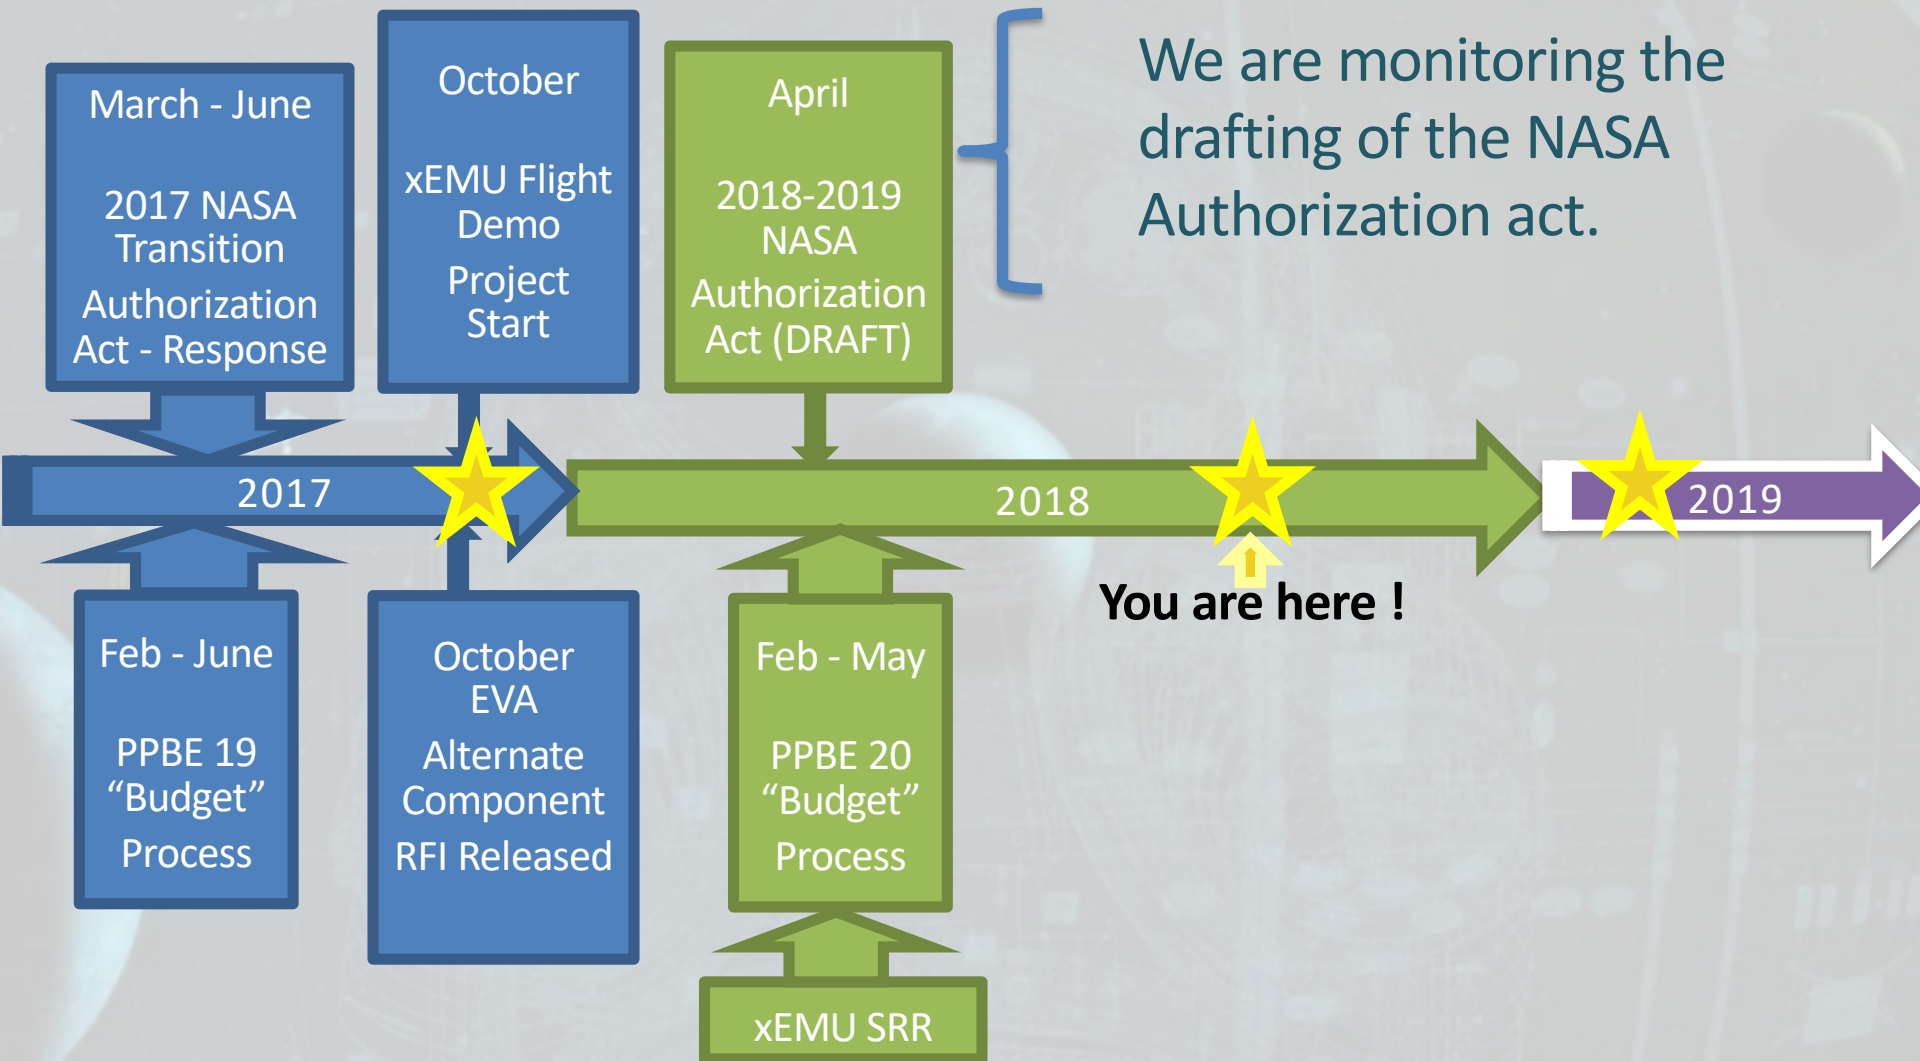 March - June
2017 NASA
Transition
Authorization
Act - Response
October
xEMU Flight
Demo
Project
Start
April
2018-2019
NASA
Authorization
Act (DRAFT)
We are monitoring the
drafting of the NASA
Authorization act.
2017
2018
2019
You are here !
Feb - June
PPBE 19
“Budget”
Process
October
EVA
Alternate
Component
RFI Released
Feb - May
PPBE 20
“Budget”
Process
xEMU SRR